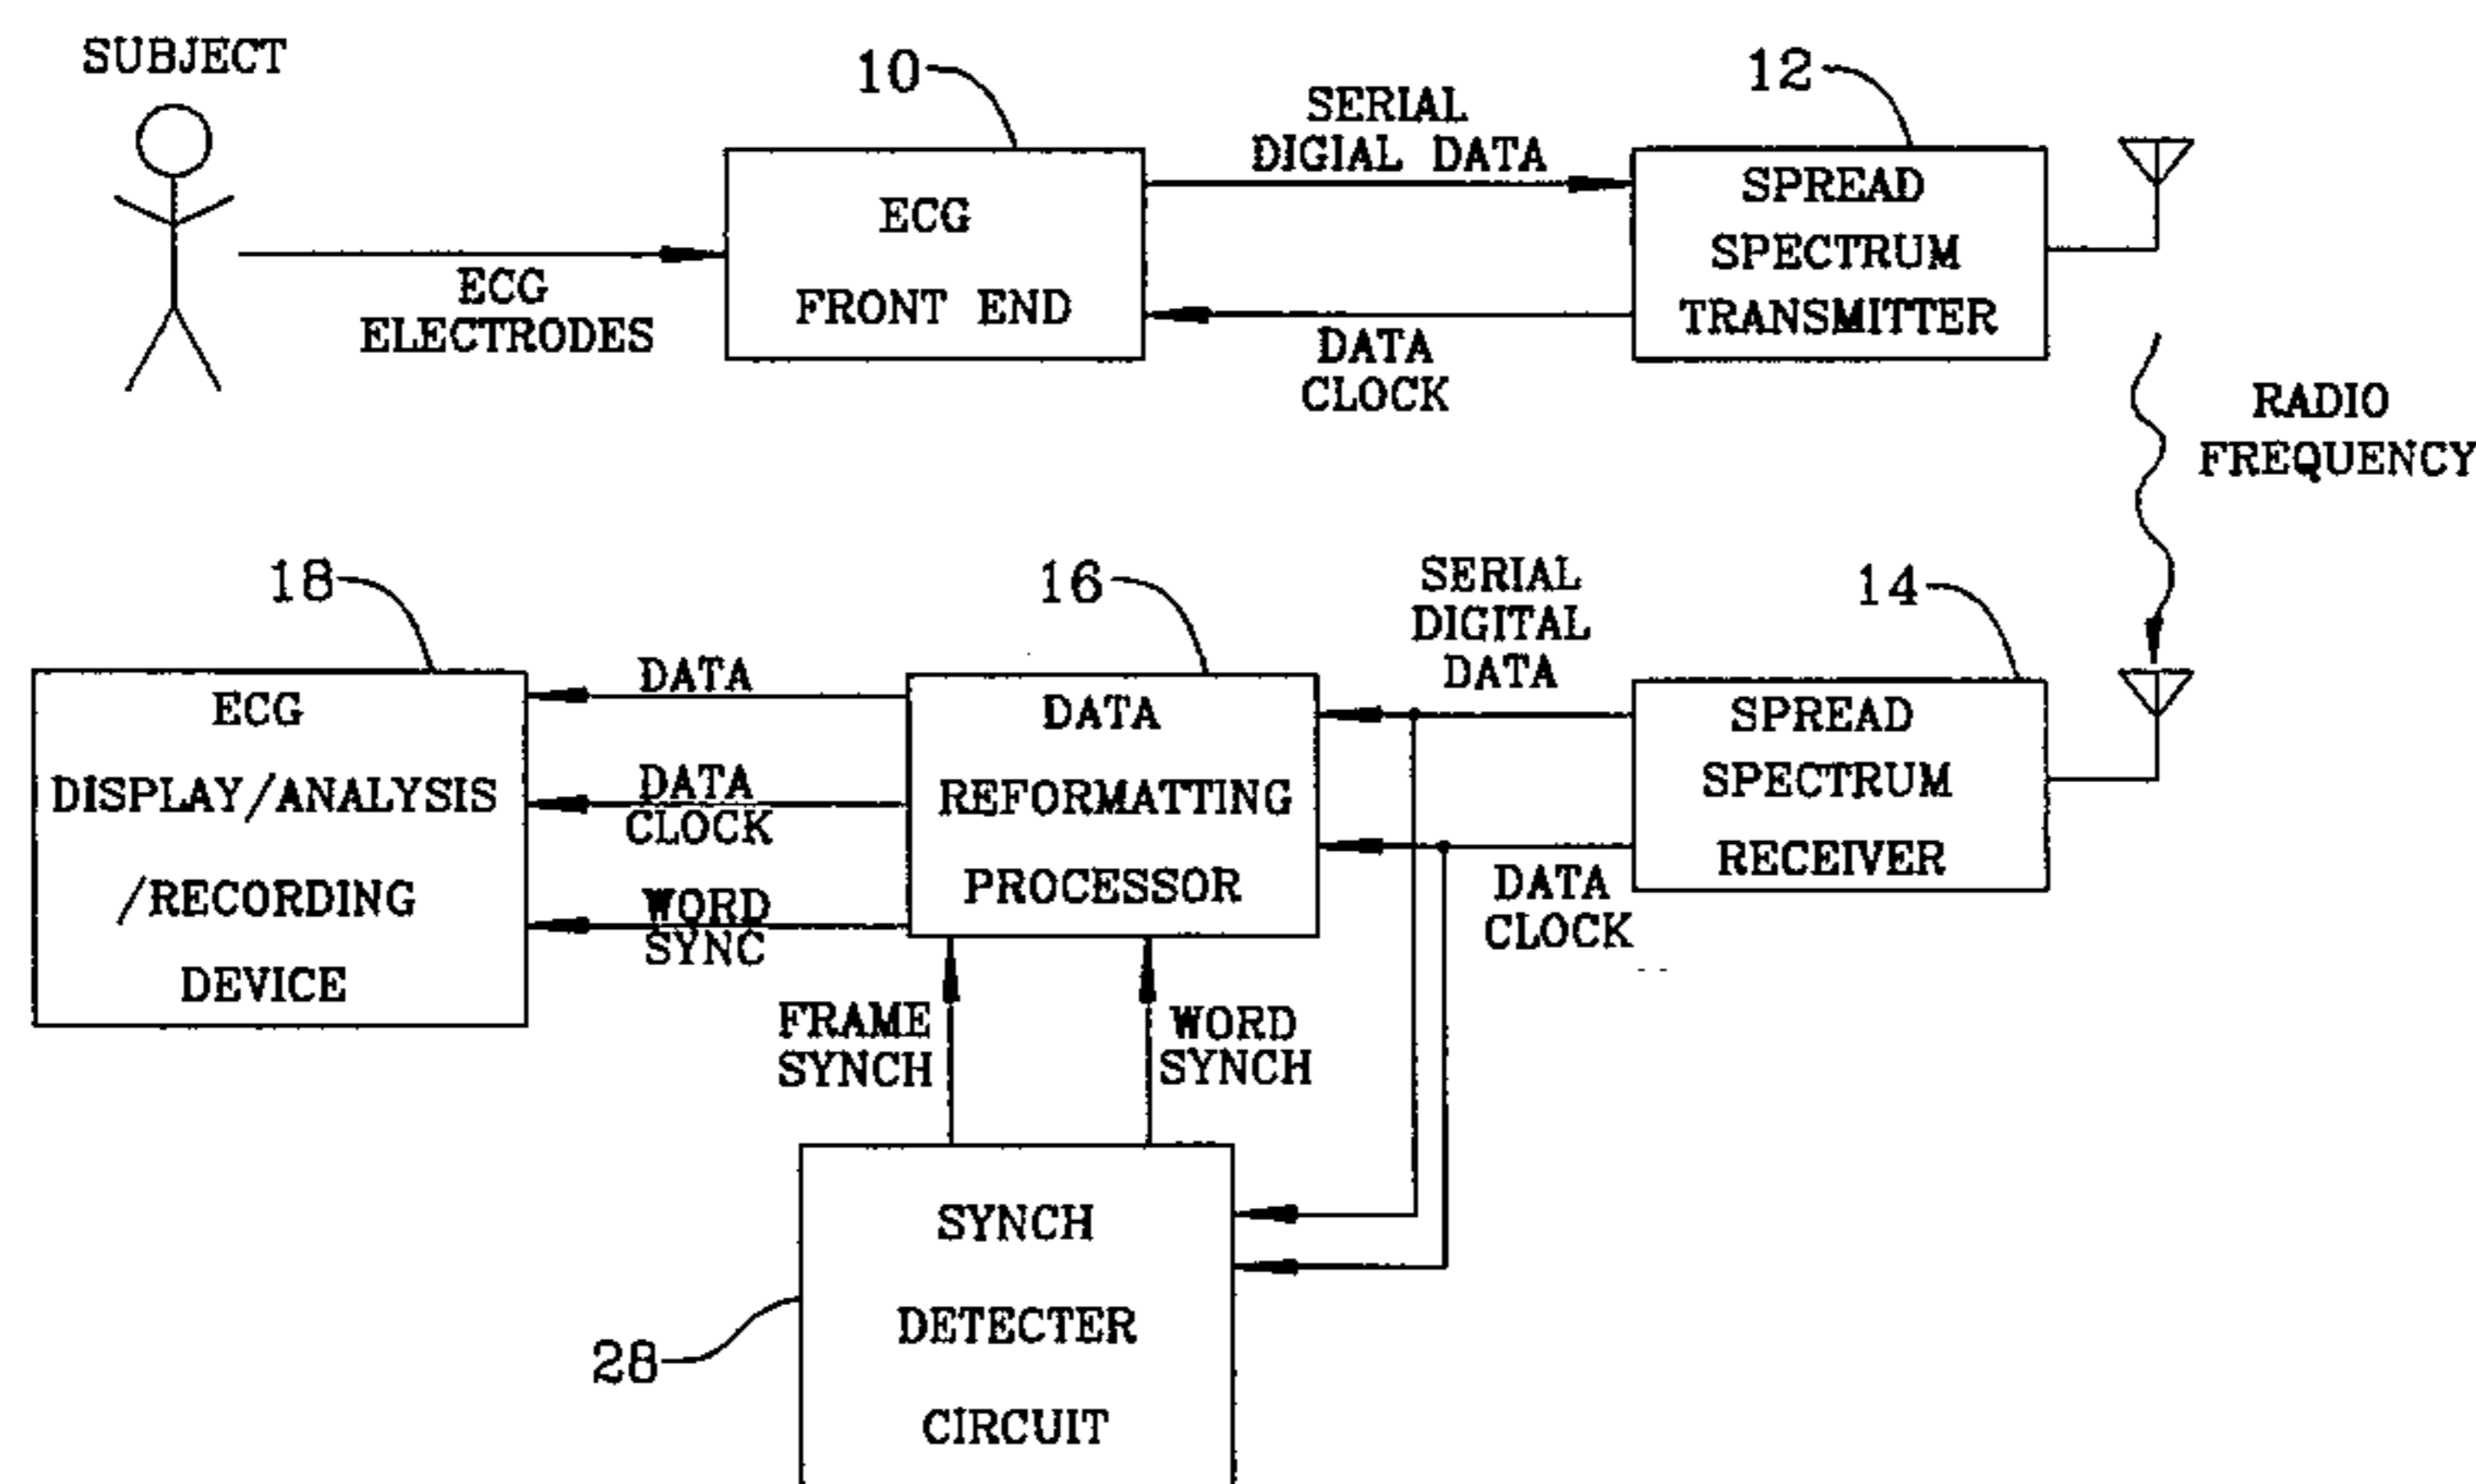 SUBJECT
10
12
SERIAL
DIGIAL DATA
ECG
FRONT END
SPREAD
SPECTRUM
TRANSMITTER
ECG
ELECTRODES
DATA
CLOCK
RADIO
FREQUENCY
18
16
14
SERIAL
DIGITAL
DATA
ECG
DISPLAY/ANALYSIS
/RECORDING
DEVICE
DATA
DATA
CLOCK
WORD
SYNC
DATA
REFORMATTING
PROCESSOR
SPREAD
SPECTRUM
RECEIVER
DATA
CLOCK
FRAME
SYNCH
WORD
SYNCH
SYNCH
DETECTER
CIRCUIT
28